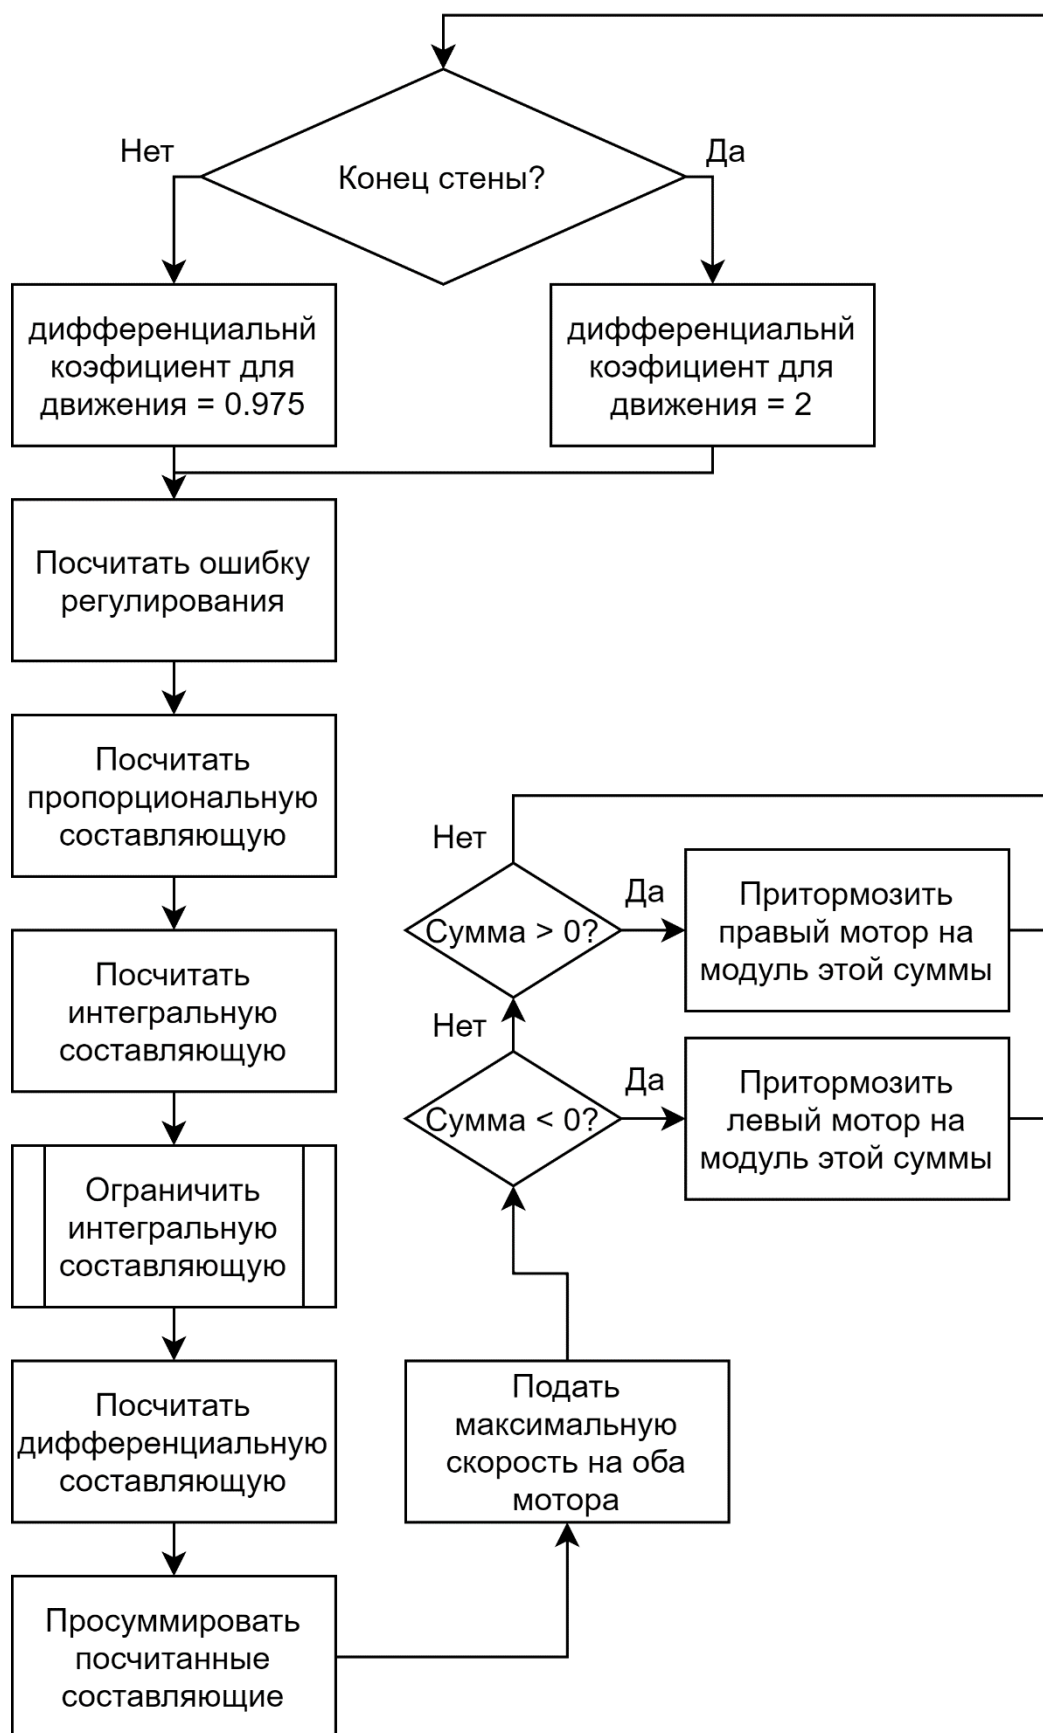 Конец стены?
Нет
Да
дифференциальнй
коэфициент для
движения = 0.975
дифференциальнй
коэфициент для
движения = 2
Посчитать ошибку
регулирования
Посчитать
пропорциональную
составляющую
Посчитать
интегральную
составляющую
Ограничить
интегральную
составляющую
Посчитать
дифференциальную
составляющую
Просуммировать
посчитанные
составляющие
Подать
максимальную
скорость на оба
мотора
Сумма < 0?
Да
Притормозить
левый мотор на
модуль этой суммы
Нет
Сумма > 0?
Да
Притормозить
правый мотор на
модуль этой суммы
Нет